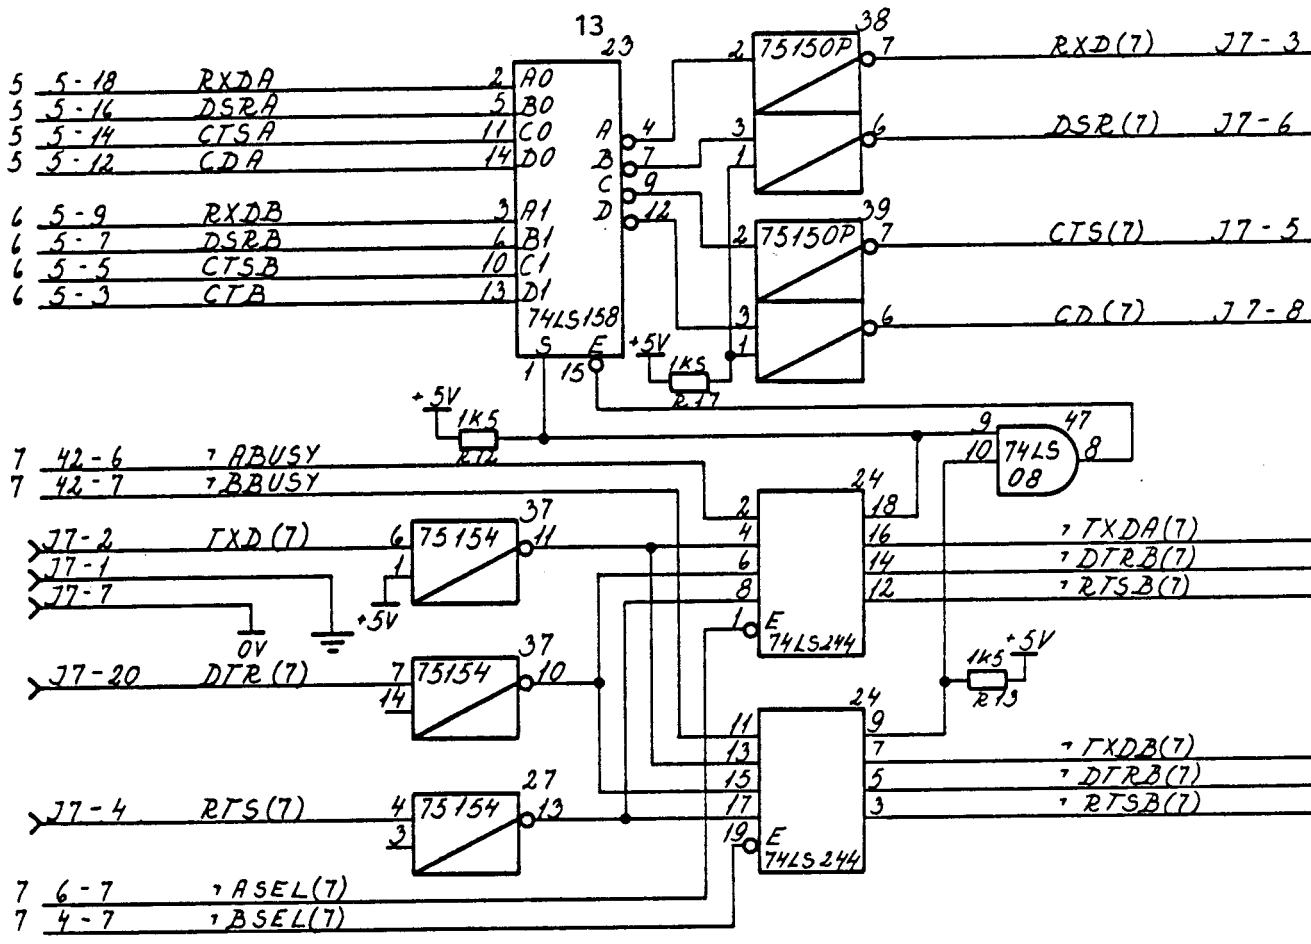 13
23
38
5 5-18 RXDA 2 A0
5 5-16 DSRA 5 B0
5 5-14 CTSA 11 C0
5 5-12 CDA 14 D0
6 5-9 RXDB 3 A1
6 5-7 DSRB 6 B1
6 5-5 CTSB 10 C1
6 5-3 CTB 13 D1
A 4
B 7
C 9
D 12
74LS158
S E
1 15
2 75150P 7 RXD(7) J7-3
3 6 DSR(7) J7-6
1
39
2 75150P 7 CTS(7) J7-5
3 6 CD(7) J7-8
1
+5V 1K5
R17
+5V 1K5
R12
9 47
10 74LS 8
08
7 42-6 ¬ABUSY
7 42-7 ¬BBUSY
24
2 18
4 16 ¬TXDA(7)
6 14 ¬DTRB(7)
8 12 ¬RTSB(7)
1 E
74LS244
37
J7-2 TXD(7) 6 75154 11
J7-1 1
J7-7 +5V
0V
37
J7-20 DTR(7) 7 75154 10
14
1K5 +5V
R13
24
11 9
13 7 ¬TXDB(7)
15 5 ¬DTRB(7)
17 3 ¬RTSB(7)
19 E
74LS244
27
J7-4 RTS(7) 4 75154 13
3
7 6-7 ¬ASEL(7)
7 4-7 ¬BSEL(7)